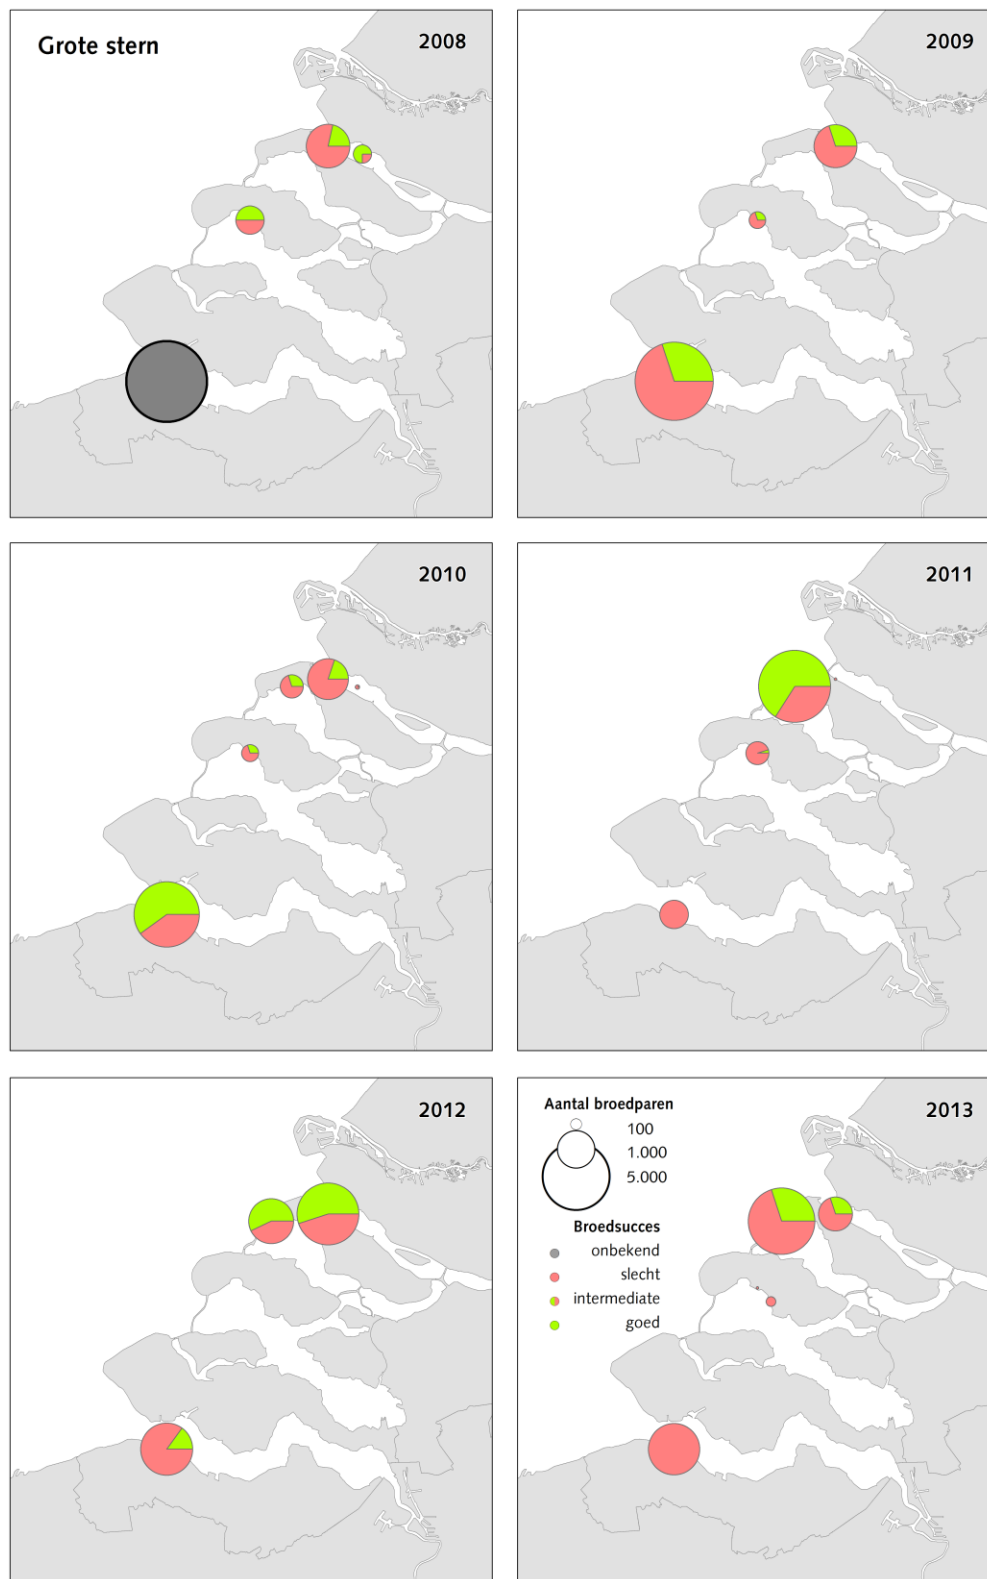 Grote stern
2008
2009
2010
2011
2012
2013
Aantal broedparen
100
1.000
5.000
Broedsucces
onbekend
slecht
intermediate
goed